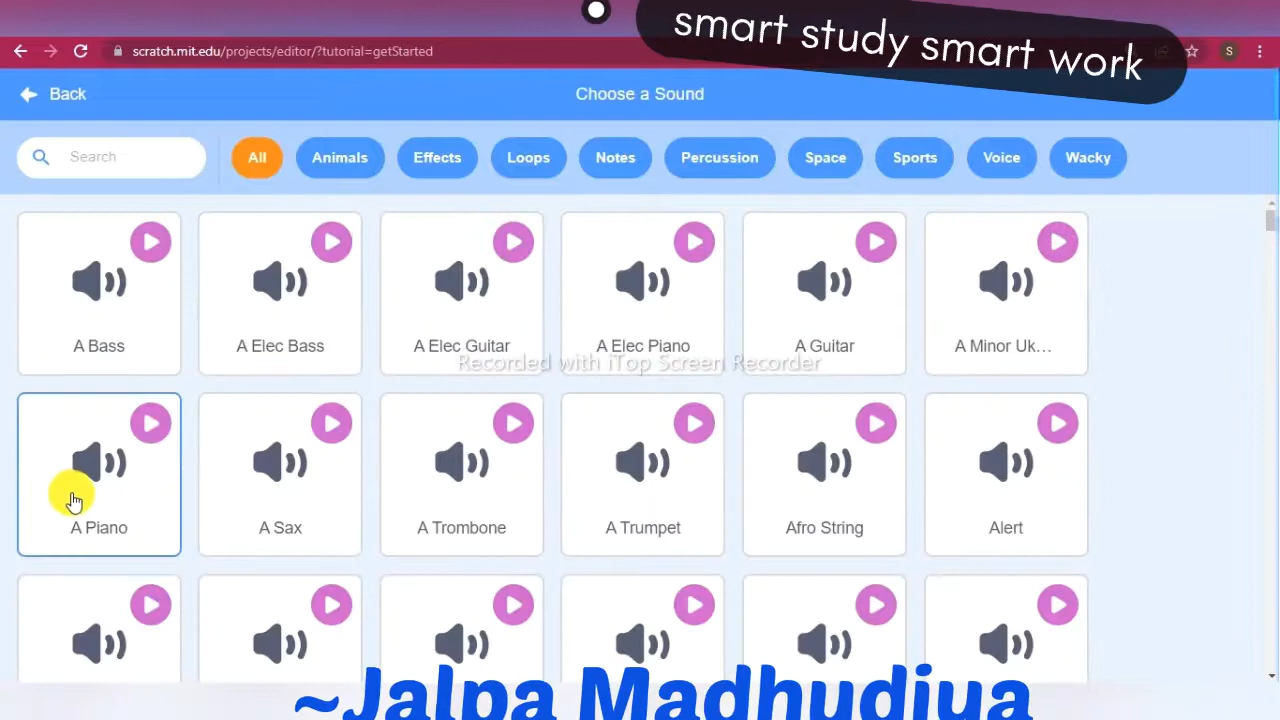 smart study smart work
scratch.mit.edu/projects/editor/?tutorial=getStarted
S
Back
Choose a Sound
Search
All
Animals
Effects
Loops
Notes
Percussion
Space
Sports
Voice
Wacky
A Bass
A Elec Bass
A Elec Guitar
A Elec Piano
A Guitar
A Minor Uk...
Recorded with iTop Screen Recorder
A Piano
A Sax
A Trombone
A Trumpet
Afro String
Alert
~Jalpa Madhudiya